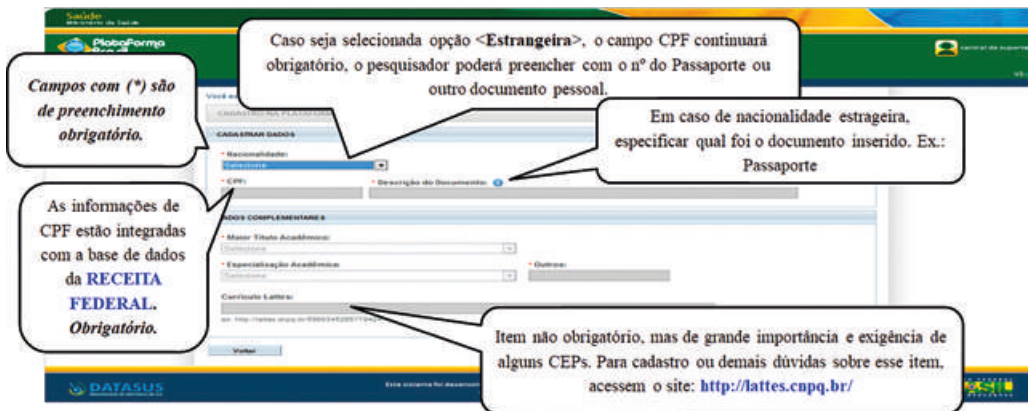 Saúde
Ministério da Saúde
Plataforma
Brasil
central de suporte
Caso seja selecionada opção <Estrangeira>, o campo CPF continuará
obrigatório, o pesquisador poderá preencher com o nº do Passaporte ou
outro documento pessoal.
Campos com (*) são
de preenchimento
obrigatório.
Em caso de nacionalidade estrageira,
especificar qual foi o documento inserido. Ex.:
Passaporte
CADASTRAR DADOS
* Nacionalidade:
Selecione
* CPF:
* Descrição do Documento:
As informações de
CPF estão integradas
com a base de dados
da RECEITA
FEDERAL.
Obrigatório.
DADOS COMPLEMENTARES
* Maior Título Acadêmico:
Selecione
* Especialização Acadêmica:
* Outros:
Selecione
Currículo Lattes:
Item não obrigatório, mas de grande importância e exigência de
alguns CEPs. Para cadastro ou demais dúvidas sobre esse item,
acessem o site: http://lattes.cnpq.br/
Voltar
DATASUS